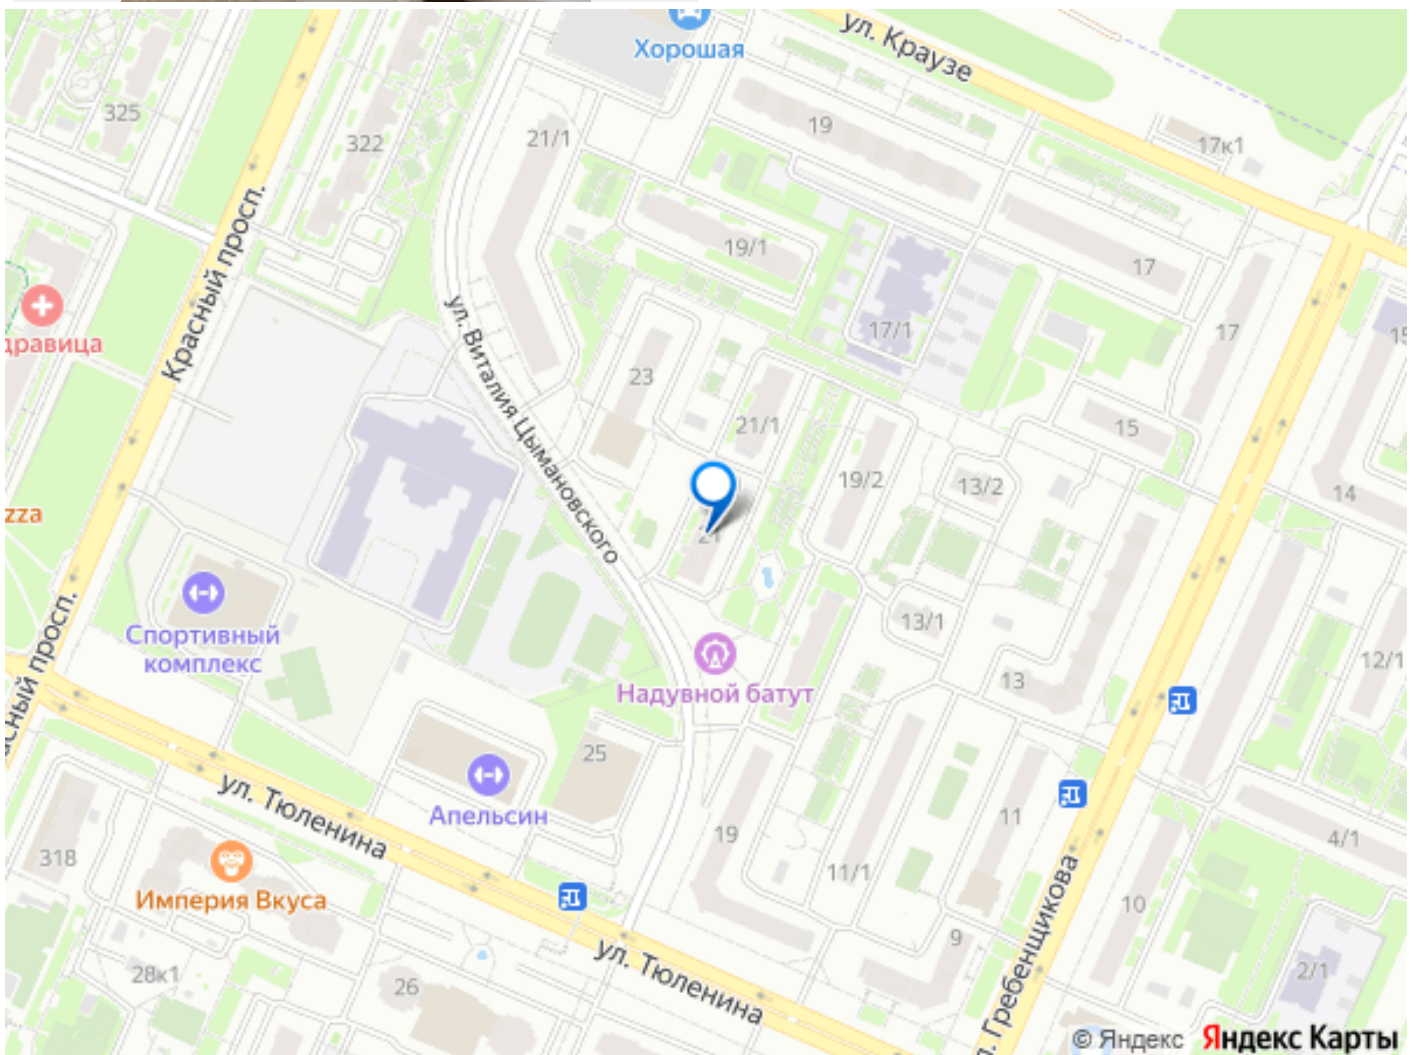 Хорошая
ул. Краузе
325
322
21/1
19
17к1
Красный просп.
19/1
17
дравица
ул. Виталия Цымановского
17/1
17
15
23
21/1
15
19/2
13/2
14
zza
21
Спортивный
комплекс
13/1
13
12/1
Надувной батут
асный просп.
25
Апельсин
ул. Тюленина
19
11
4/1
318
11/1
Империя Вкуса
10
9
ул. Тюленина
л. Гребенщикова
28к1
26
2/1
© Яндекс Яндекс Карты